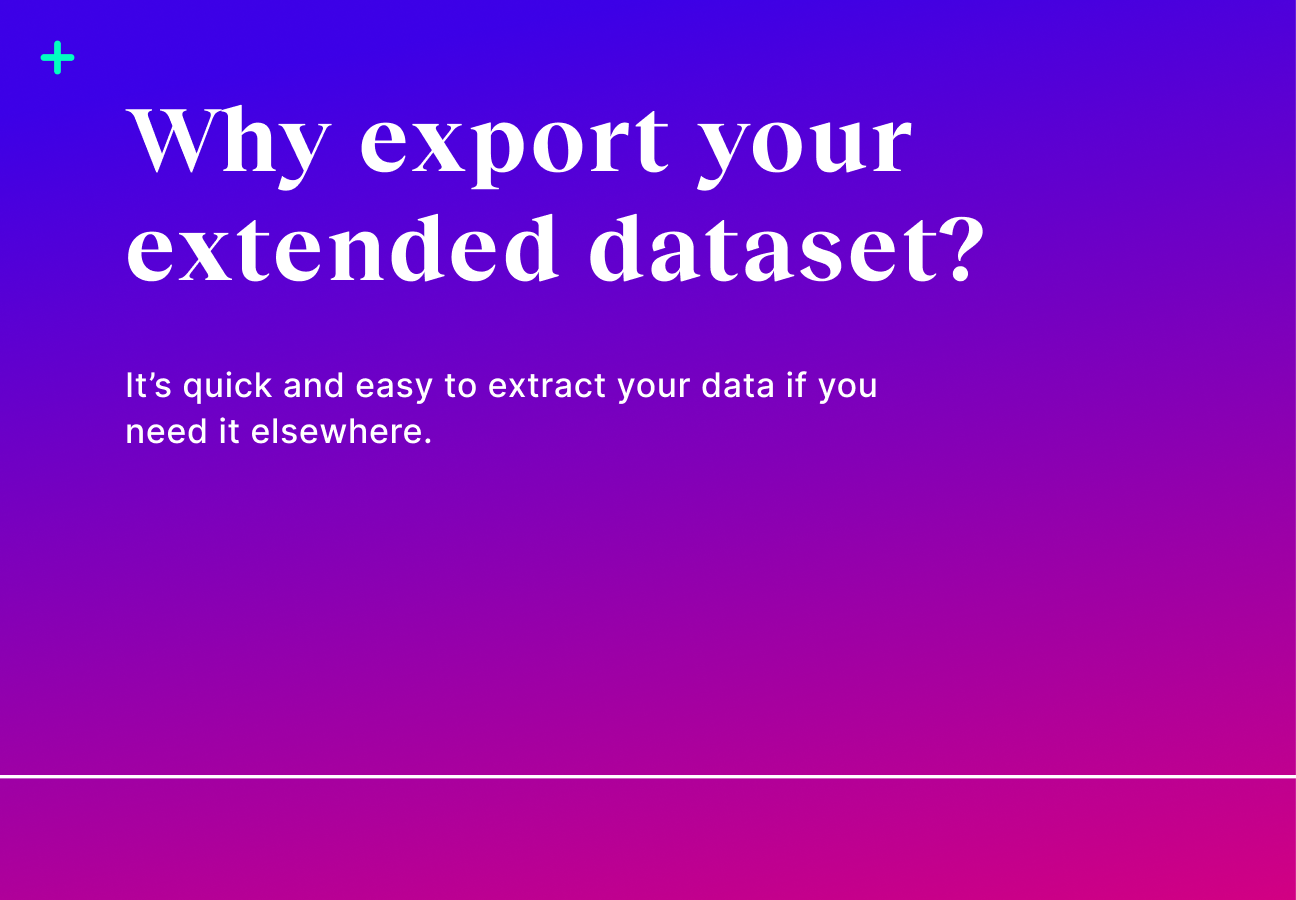 Why export your
extended dataset?
It’s quick and easy to extract your data if you
need it elsewhere.